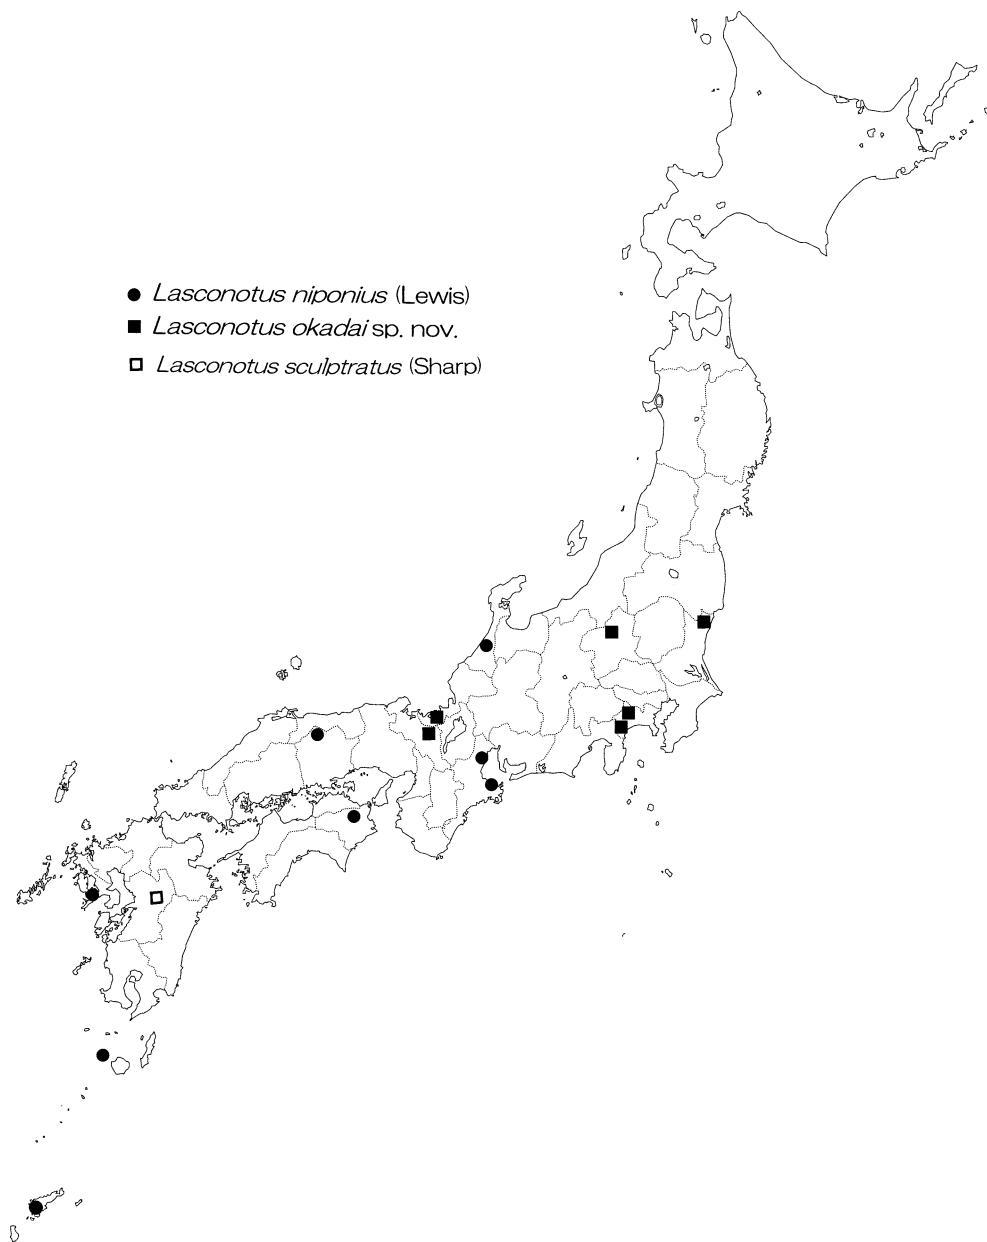 Lasconotus niponius (Lewis)
Lasconotus okadai sp. nov.
Lasconotus sculptratus (Sharp)